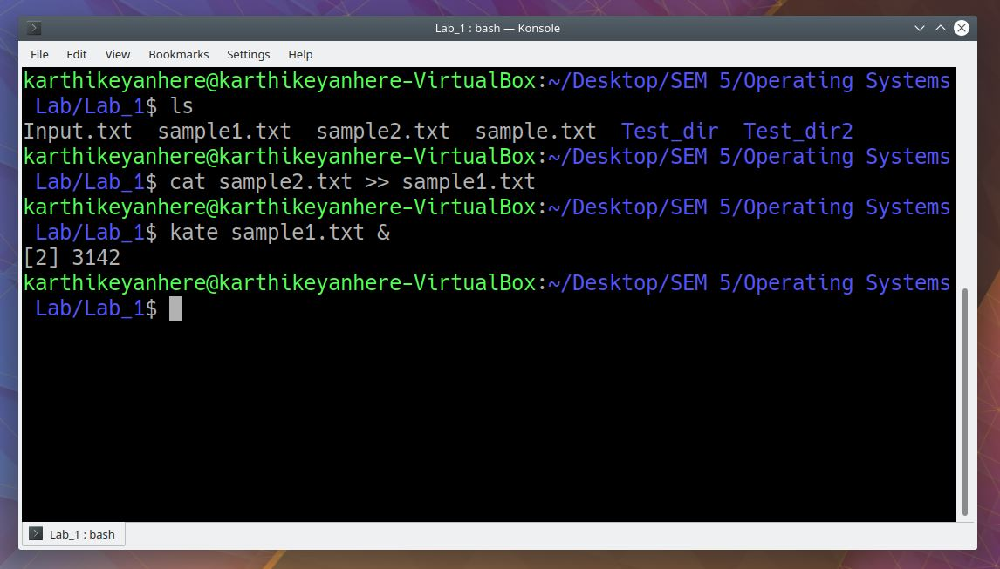 Lab_1 : bash — Konsole
File Edit View Bookmarks Settings Help
karthikeyanhere@karthikeyanhere-VirtualBox:~/Desktop/SEM 5/Operating Systems
Lab/Lab_1$ ls
Input.txt sample1.txt sample2.txt sample.txt Test_dir Test_dir2
karthikeyanhere@karthikeyanhere-VirtualBox:~/Desktop/SEM 5/Operating Systems
Lab/Lab_1$ cat sample2.txt >> sample1.txt
karthikeyanhere@karthikeyanhere-VirtualBox:~/Desktop/SEM 5/Operating Systems
Lab/Lab_1$ kate sample1.txt &
[2] 3142
karthikeyanhere@karthikeyanhere-VirtualBox:~/Desktop/SEM 5/Operating Systems
Lab/Lab_1$
Lab_1 : bash